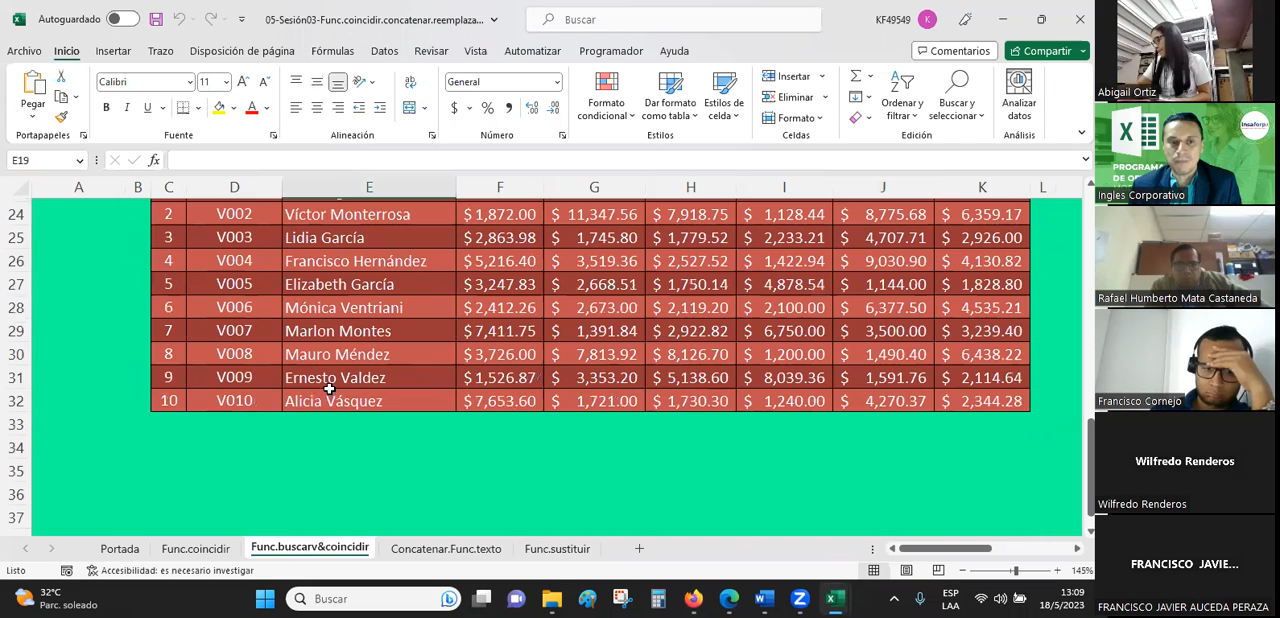 Autoguardado
05-Sesión03-Func.coincidir.concatenar.reemplaza...
Buscar
KF49549
K
Archivo Inicio Insertar Trazo Disposición de página Fórmulas Datos Revisar Vista Automatizar Programador Ayuda
Comentarios
Compartir
Pegar
Calibri 11
N K S
General
$ % 9
Formato condicional
Dar formato como tabla
Estilos de celda
Insertar
Eliminar
Formato
Ordenar y filtrar
Buscar y seleccionar
Analizar datos
Portapapeles Fuente Alineación Número Estilos Celdas Edición Análisis
E19
fx
A B C D E F G H I J K L
24 2 V002 Víctor Monterrosa $ 1,872.00 $ 11,347.56 $ 7,918.75 $ 1,128.44 $ 8,775.68 $ 6,359.17
25 3 V003 Lidia García $ 2,863.98 $ 1,745.80 $ 1,779.52 $ 2,233.21 $ 4,707.71 $ 2,926.00
26 4 V004 Francisco Hernández $ 5,216.40 $ 3,519.36 $ 2,527.52 $ 1,422.94 $ 9,030.90 $ 4,130.82
27 5 V005 Elizabeth García $ 3,247.83 $ 2,668.51 $ 1,750.14 $ 4,878.54 $ 1,144.00 $ 1,828.80
28 6 V006 Mónica Ventriani $ 2,412.26 $ 2,673.00 $ 2,119.20 $ 2,100.00 $ 6,377.50 $ 4,535.21
29 7 V007 Marlon Montes $ 7,411.75 $ 1,391.84 $ 2,922.82 $ 6,750.00 $ 3,500.00 $ 3,239.40
30 8 V008 Mauro Méndez $ 3,726.00 $ 7,813.92 $ 8,126.70 $ 1,200.00 $ 1,490.40 $ 6,438.22
31 9 V009 Ernesto Valdez $ 1,526.87 $ 3,353.20 $ 5,138.60 $ 8,039.36 $ 1,591.76 $ 2,114.64
32 10 V010 Alicia Vásquez $ 7,653.60 $ 1,721.00 $ 1,730.30 $ 1,240.00 $ 4,270.37 $ 2,344.28
33
34
35
36
37
Portada Func.coincidir Func.buscarv&coincidir Concatenar.Func.texto Func.sustituir
Listo
Accesibilidad: es necesario investigar
145%
32°C
Parc. soleado
Buscar
ESP
LAA
13:09
18/5/2023
Abigail Ortiz
PROGRAMA
DE OF
Insaforp
Ingles Corporativo
Rafael Humberto Mata Castaneda
Francisco Cornejo
Wilfredo Renderos
Wilfredo Renderos
FRANCISCO JAVIE...
FRANCISCO JAVIER AUCEDA PERAZA